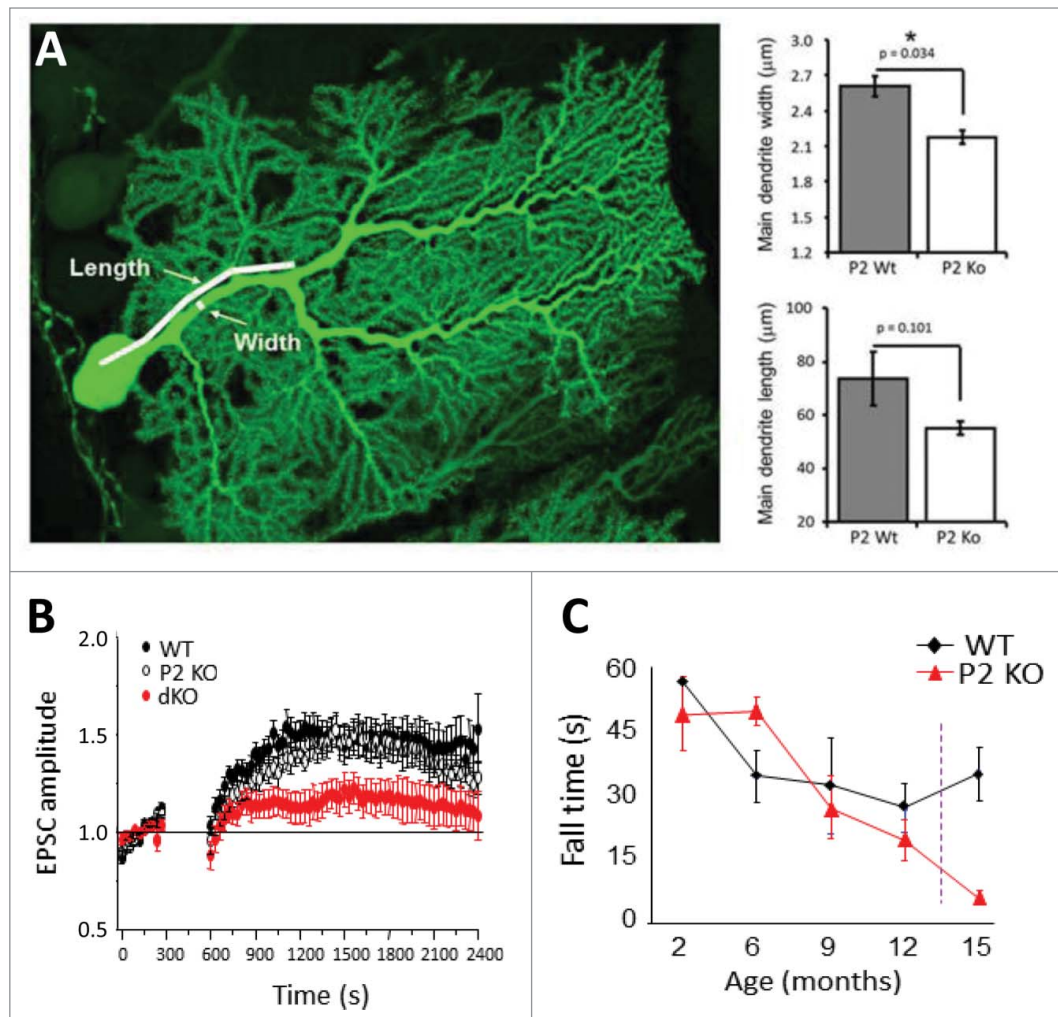 A
Length
Width
*
p = 0.034
Main dendrite width (μm)
3.0
2.7
2.4
2.1
1.8
1.5
1.2
P2 Wt P2 Ko
p = 0.101
Main dendrite length (μm)
100
80
60
40
20
P2 Wt P2 Ko
B
WT
P2 KO
dKO
EPSC amplitude
2.0
1.5
1.0
0.5
0 300 600 900 1200 1500 1800 2100 2400
Time (s)
C
WT
P2 KO
Fall time (s)
60
45
30
15
0
2 6 9 12 15
Age (months)